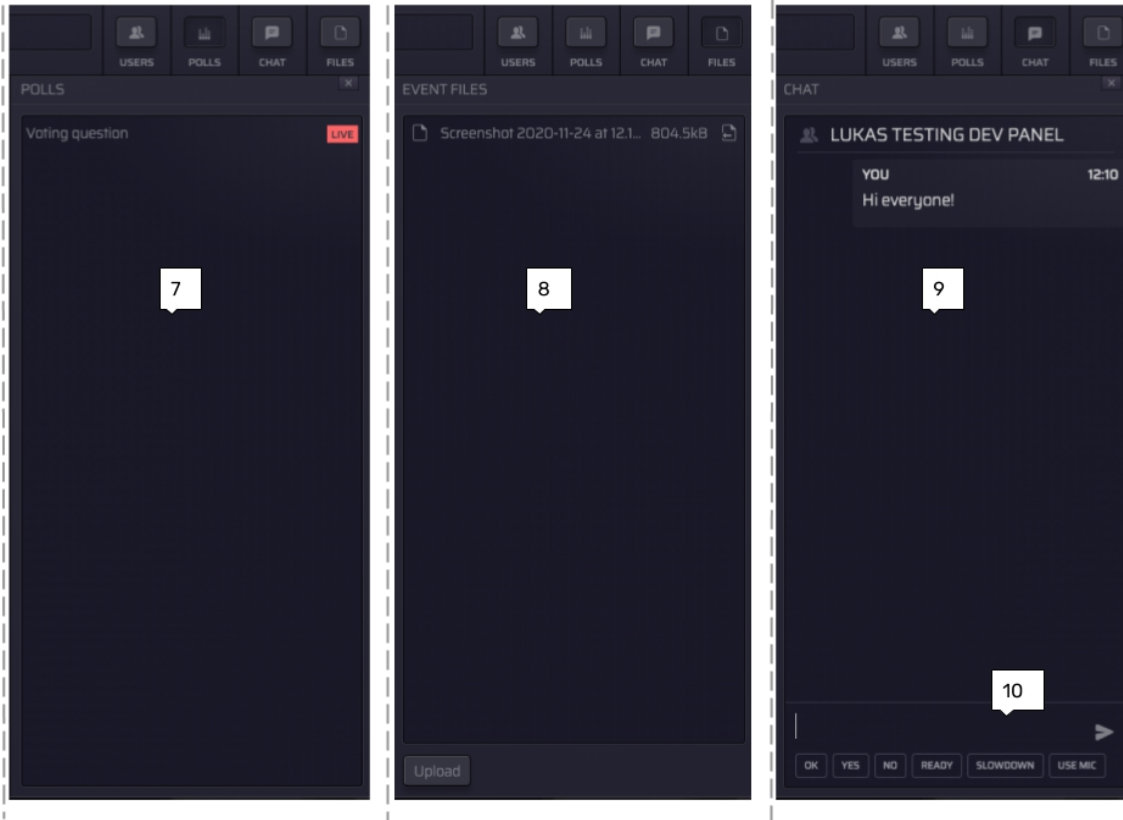 USERS POLLS CHAT FILES
POLLS
Voting question LIVE
7
USERS POLLS CHAT FILES
EVENT FILES
Screenshot 2020-11-24 at 12.1... 804.5kB
8
Upload
USERS POLLS CHAT FILES
CHAT
LUKAS TESTING DEV PANEL
YOU 12:10
Hi everyone!
9
10
OK YES NO READY SLOWDOWN USE MIC